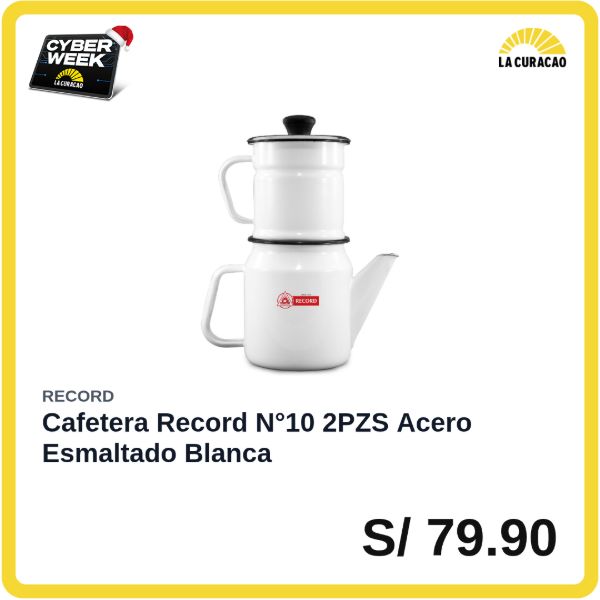 CYBER
WEEK
LA CURACAO
LA CURACAO
RECORD
RECORD
Cafetera Record N°10 2PZS Acero
Esmaltado Blanca
S/ 79.90